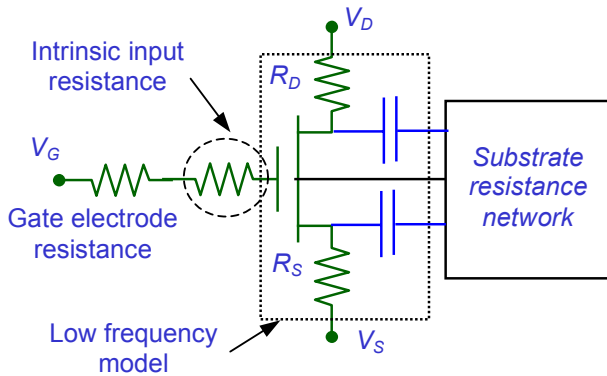 V_D
Intrinsic input
resistance
R_D
V_G
Substrate
resistance
network
Gate electrode
resistance
R_S
Low frequency
model
V_S